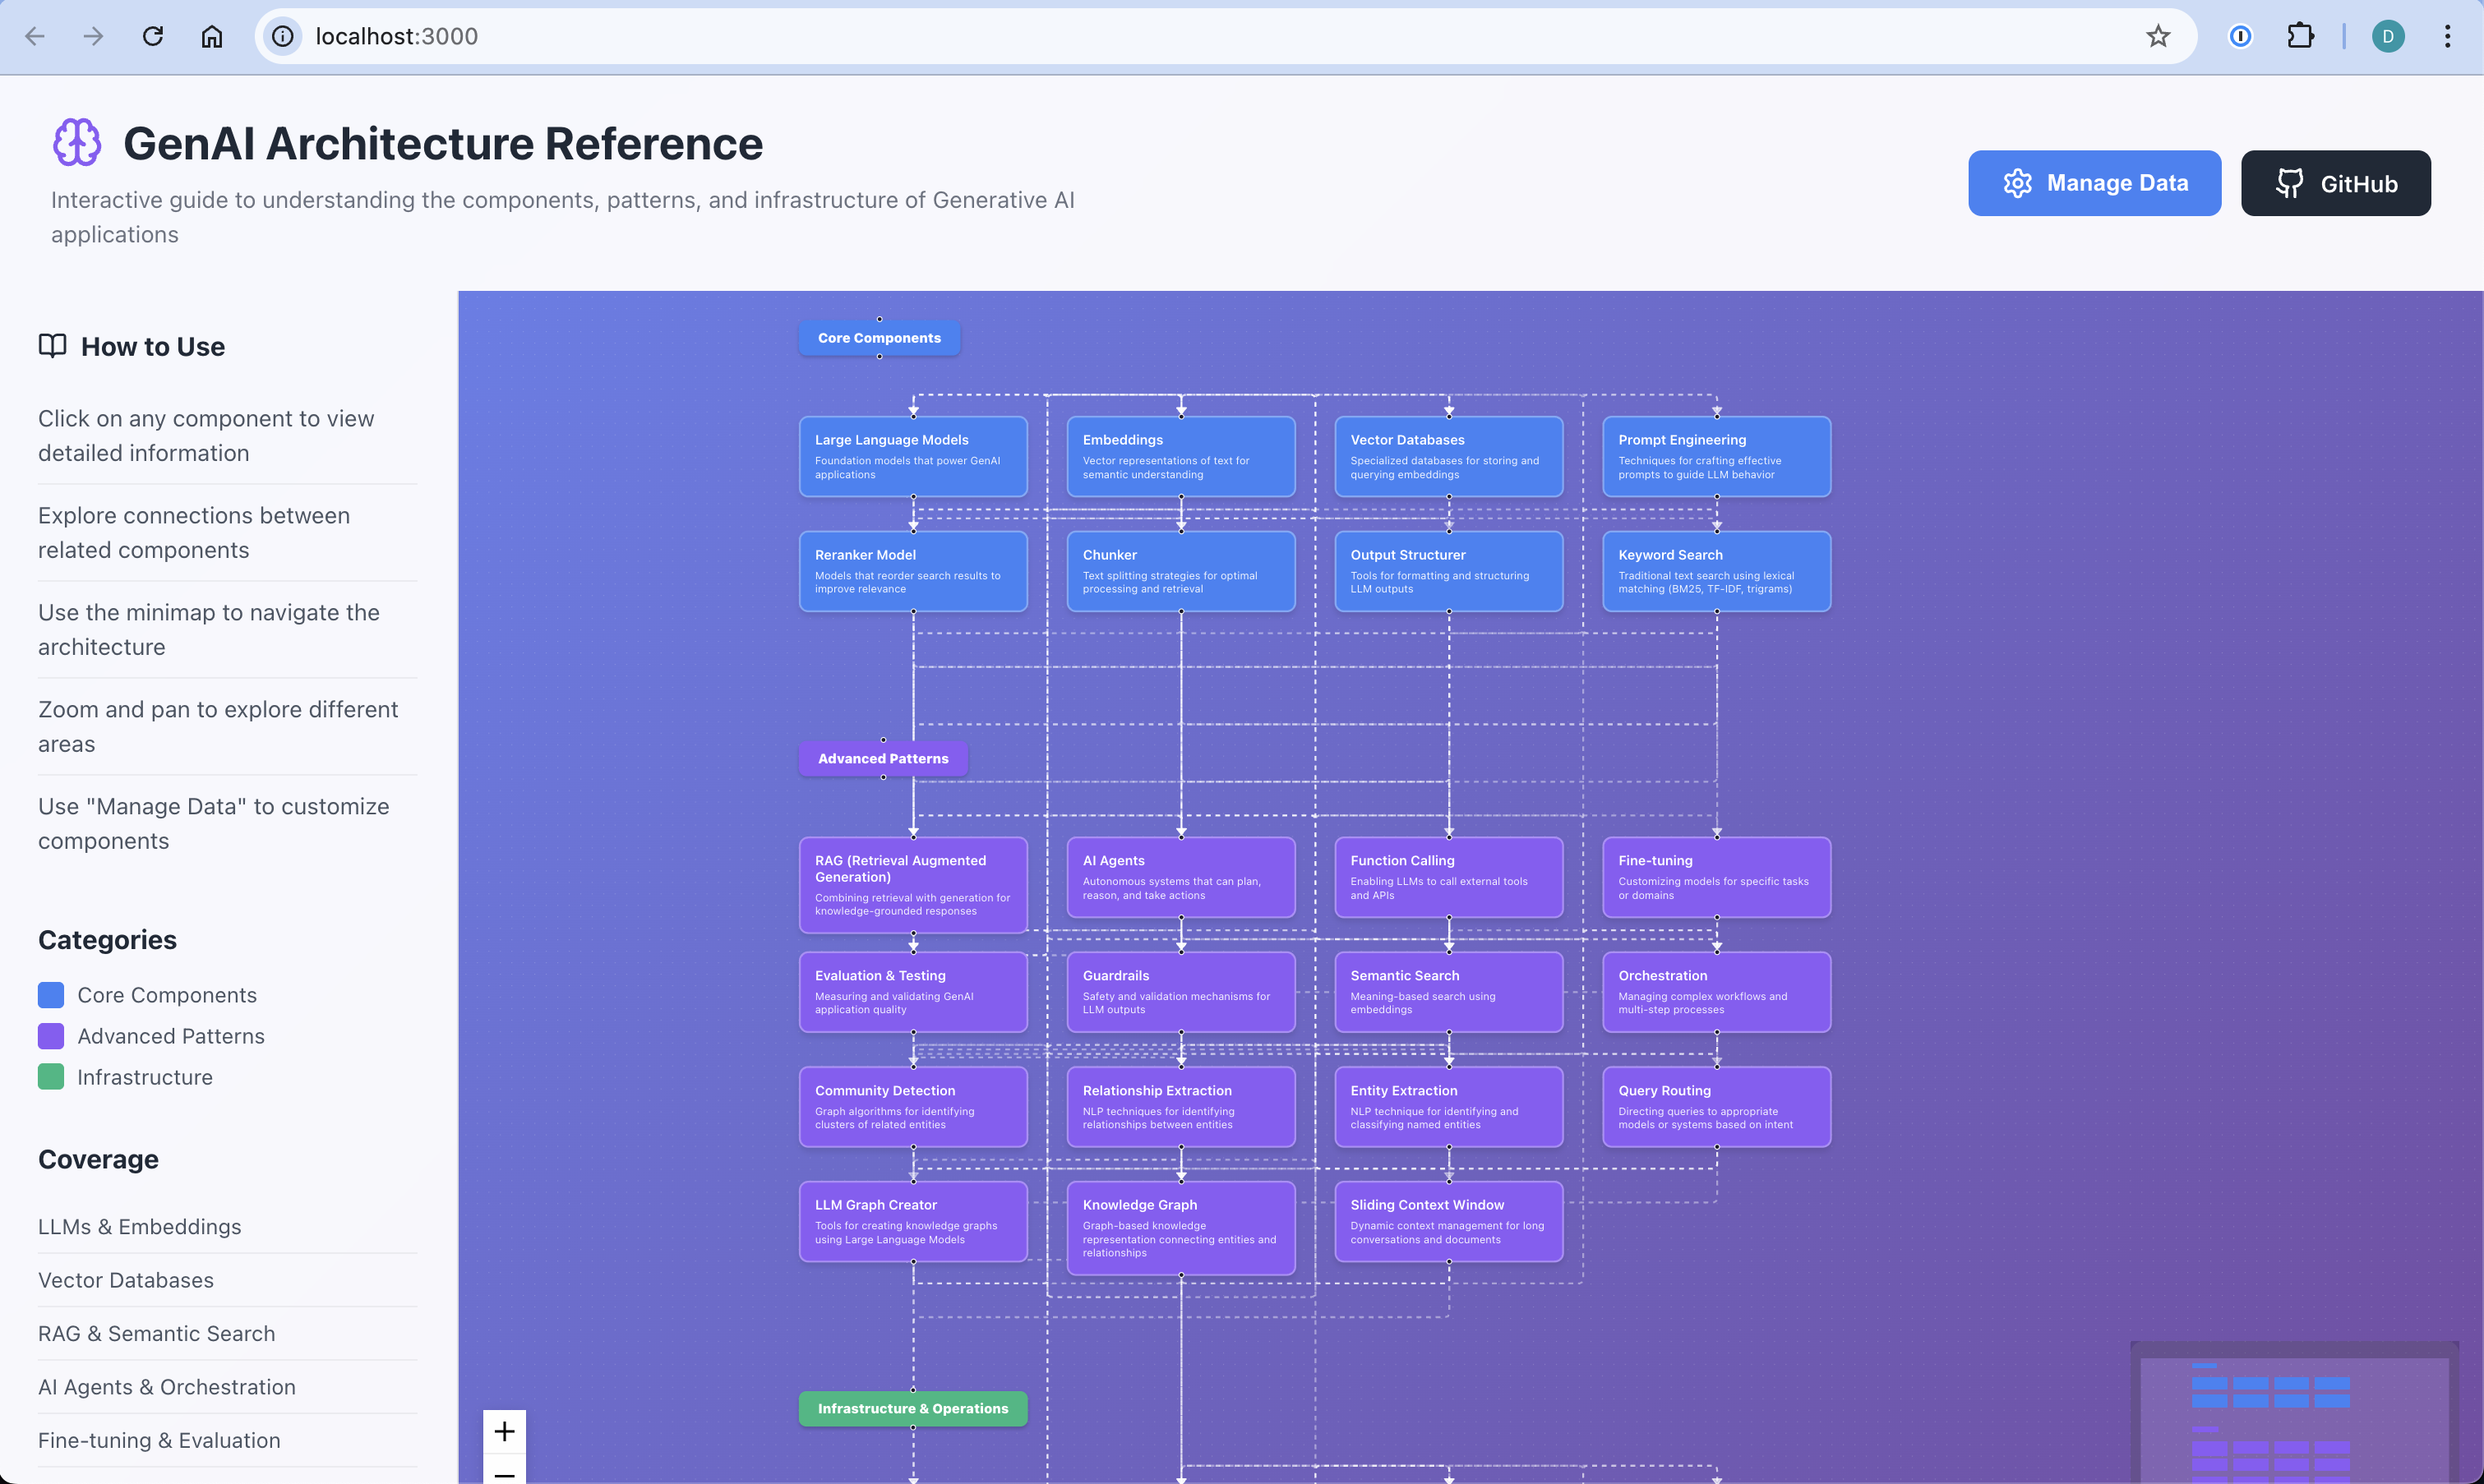 localhost:3000
D
GenAI Architecture Reference
Interactive guide to understanding the components, patterns, and infrastructure of Generative AI
applications
Manage Data
GitHub
How to Use
Click on any component to view
detailed information
Explore connections between
related components
Use the minimap to navigate the
architecture
Zoom and pan to explore different
areas
Use "Manage Data" to customize
components
Categories
Core Components
Advanced Patterns
Infrastructure
Coverage
LLMs & Embeddings
Vector Databases
RAG & Semantic Search
AI Agents & Orchestration
Fine-tuning & Evaluation
Core Components
Large Language Models
Foundation models that power GenAI
applications
Embeddings
Vector representations of text for
semantic understanding
Vector Databases
Specialized databases for storing and
querying embeddings
Prompt Engineering
Techniques for crafting effective
prompts to guide LLM behavior
Reranker Model
Models that reorder search results to
improve relevance
Chunker
Text splitting strategies for optimal
processing and retrieval
Output Structurer
Tools for formatting and structuring
LLM outputs
Keyword Search
Traditional text search using lexical
matching (BM25, TF-IDF, trigrams)
Advanced Patterns
RAG (Retrieval Augmented
Generation)
Combining retrieval with generation for
knowledge-grounded responses
AI Agents
Autonomous systems that can plan,
reason, and take actions
Function Calling
Enabling LLMs to call external tools
and APIs
Fine-tuning
Customizing models for specific tasks
or domains
Evaluation & Testing
Measuring and validating GenAI
application quality
Guardrails
Safety and validation mechanisms for
LLM outputs
Semantic Search
Meaning-based search using
embeddings
Orchestration
Managing complex workflows and
multi-step processes
Community Detection
Graph algorithms for identifying
clusters of related entities
Relationship Extraction
NLP techniques for identifying
relationships between entities
Entity Extraction
NLP technique for identifying and
classifying named entities
Query Routing
Directing queries to appropriate
models or systems based on intent
LLM Graph Creator
Tools for creating knowledge graphs
using Large Language Models
Knowledge Graph
Graph-based knowledge
representation connecting entities and
relationships
Sliding Context Window
Dynamic context management for long
conversations and documents
Infrastructure & Operations